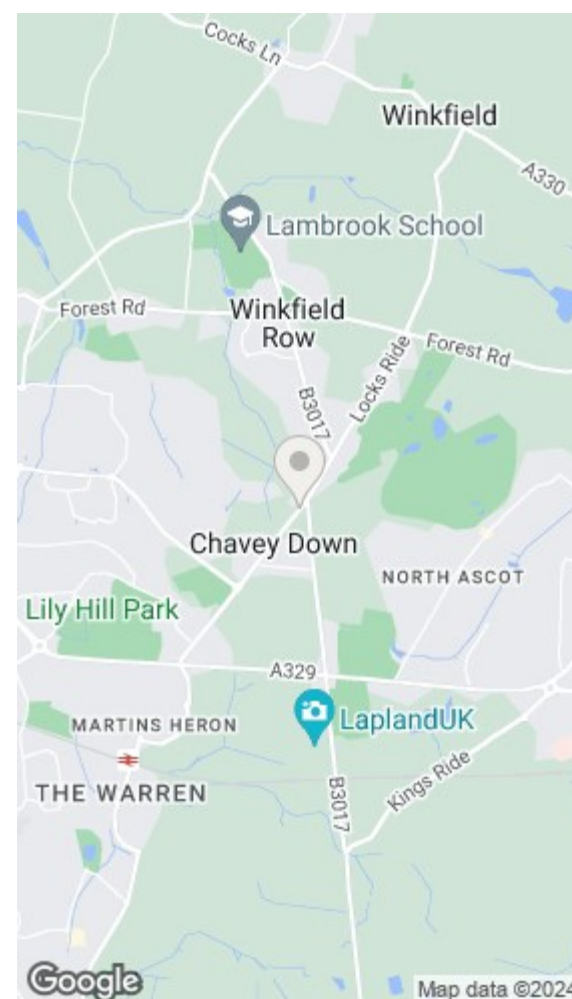 Cocks Ln
Winkfield
A330
Lambrook School
Forest Rd
Winkfield
Row
Forest Rd
Locks Ride
B3017
Chavey Down
NORTH ASCOT
Lily Hill Park
A329
LaplandUK
MARTINS HERON
THE WARREN
B3017
Kings Ride
Google
Map data ©2024